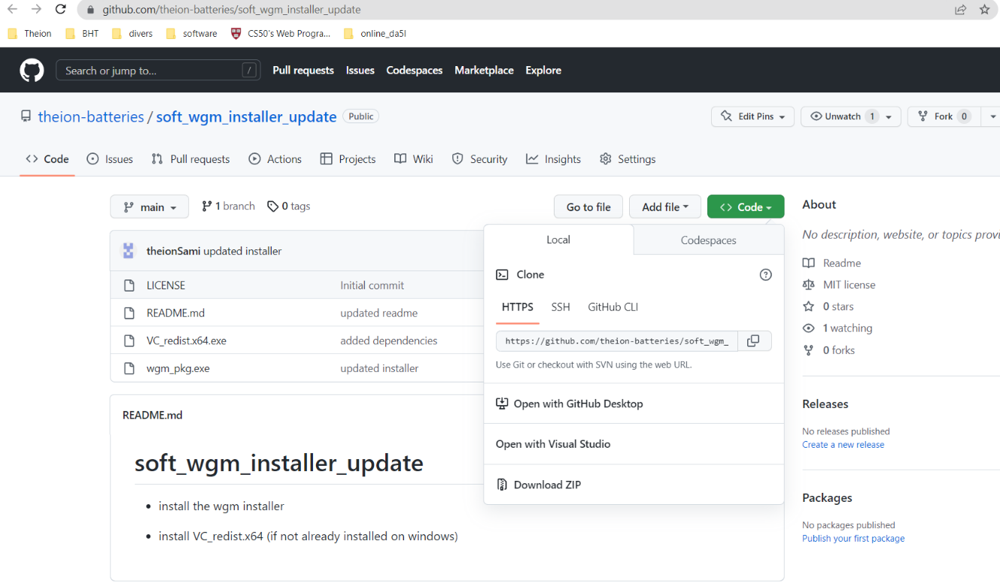 github.com/theion-batteries/soft_wgm_installer_update
Theion BHT divers software CS50's Web Progra... online_da5l
Search or jump to... / Pull requests Issues Codespaces Marketplace Explore
theion-batteries / soft_wgm_installer_update Public Edit Pins Unwatch 1 Fork 0
Code Issues Pull requests Actions Projects Wiki Security Insights Settings
main 1 branch 0 tags Go to file Add file Code
theionSami updated installer
LICENSE Initial commit
README.md updated readme
VC_redist.x64.exe added dependencies
wgm_pkg.exe updated installer
README.md
soft_wgm_installer_update
install the wgm installer
install VC_redist.x64 (if not already installed on windows)
Local Codespaces
Clone
HTTPS SSH GitHub CLI
https://github.com/theion-batteries/soft_wgm_
Use Git or checkout with SVN using the web URL.
Open with GitHub Desktop
Open with Visual Studio
Download ZIP
About
No description, website, or topics provi
Readme
MIT license
0 stars
1 watching
0 forks
Releases
No releases published
Create a new release
Packages
No packages published
Publish your first package